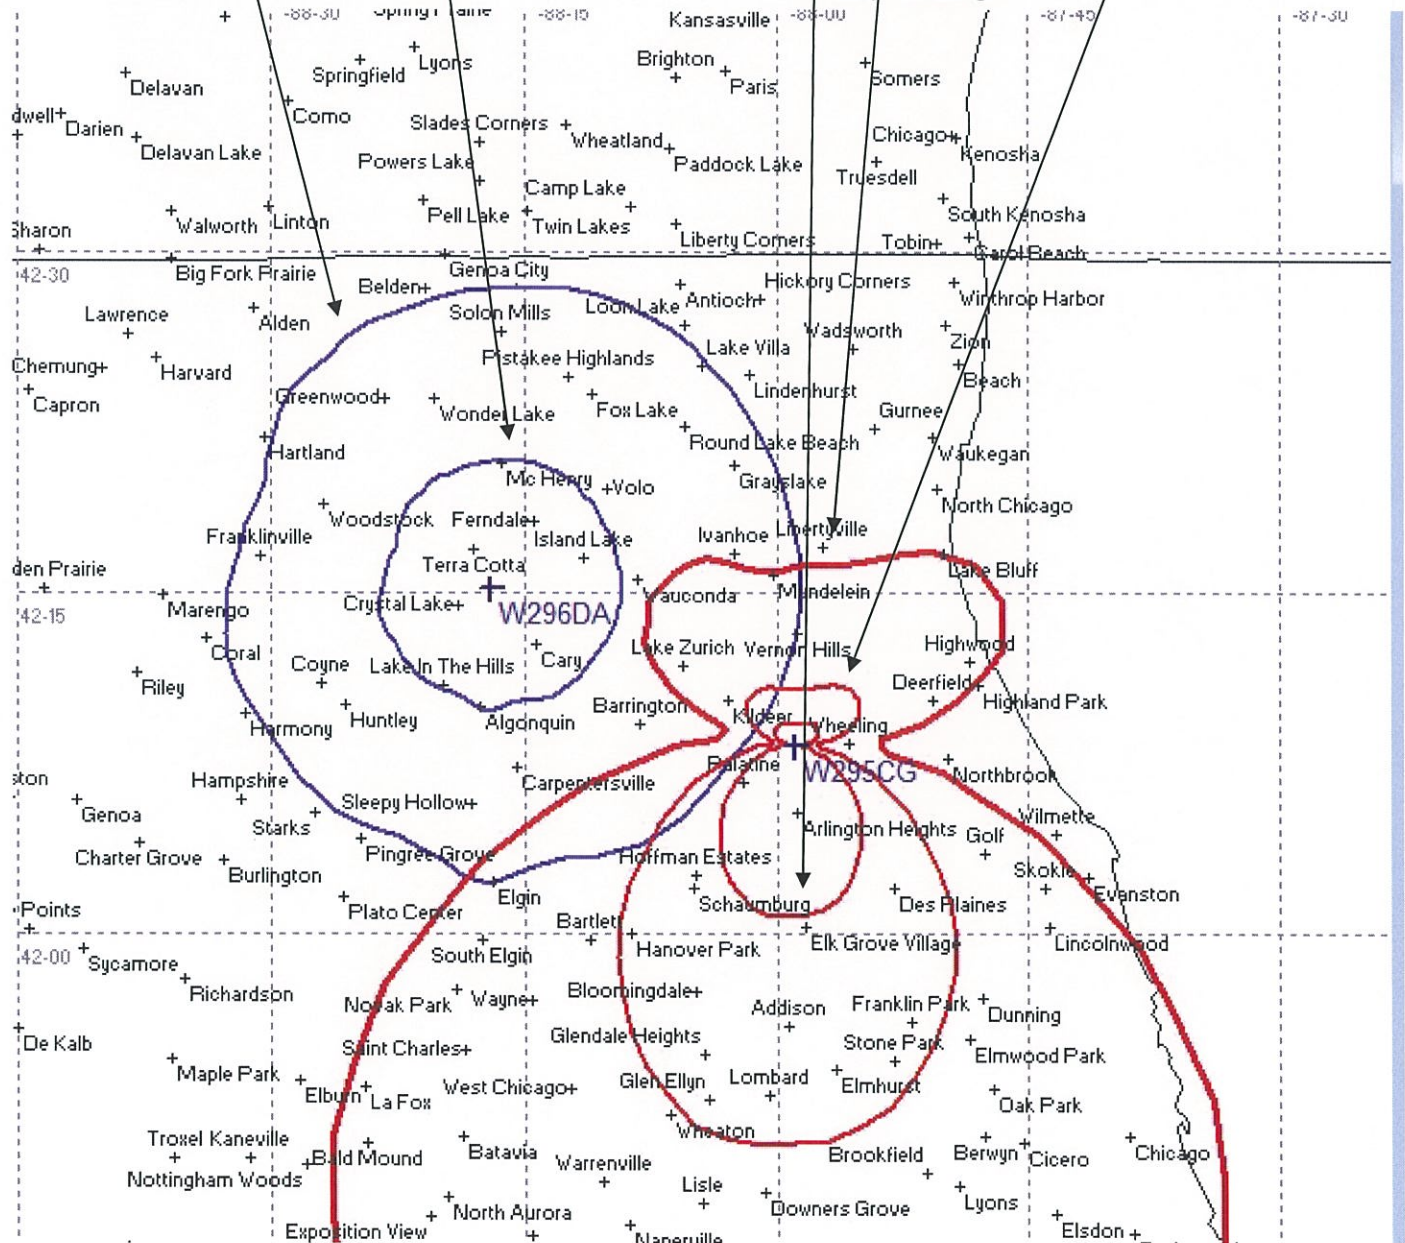 -88-30
-88-15
-88-00
-87-45
-87-30
Kansasville
Lyons
Brighton
Springfield
Somers
Paris
Delavan
Como
Darien
Slades Corners
Chicago
Wheatland
Delavan Lake
Kenosha
Powers Lake
Paddock Lake
Truesdell
Camp Lake
Pell Lake
South Kenosha
Walworth
Linton
Twin Lakes
Sharon
Liberty Corners
Tobin
Carol Beach
42-30
Big Fork Prairie
Genoa City
Hickory Corners
Belden
Antioch
Winthrop Harbor
Loon Lake
Lawrence
Solon Mills
Alden
Wadsworth
Zion
Lake Villa
Pistakee Highlands
Chemung
Harvard
Beach
Lindenhurst
Greenwood
Capron
Wonder Lake
Fox Lake
Gurnee
Round Lake Beach
Hartland
Waukegan
Mc Henry
Volo
Grayslake
North Chicago
Woodstock
Ferndale
Libertyville
Franklinville
Island Lake
Ivanhoe
Terra Cotta
den Prairie
Lake Bluff
Mundelein
Wauconda
Crystal Lake
Marengo
W296DA
42-15
Highwood
Lake Zurich
Vernon Hills
Coral
Coyne
Lake In The Hills
Cary
Deerfield
Riley
Highland Park
Barrington
Kildeer
Huntley
Algonquin
Wheeling
Harmony
Palatine
W295CG
Northbrook
ston
Hampshire
Carpentersville
Sleepy Hollow
Genoa
Wilmette
Starks
Arlington Heights
Golf
Charter Grove
Pingree Grove
Hoffman Estates
Skokie
Burlington
Evanston
Elgin
Schaumburg
Des Plaines
Points
Plato Center
Bartlett
Elk Grove Village
Lincolnwood
Hanover Park
42-00
South Elgin
Sycamore
Bloomingdale
Richardson
Novak Park
Wayne
Addison
Franklin Park
Dunning
Glendale Heights
De Kalb
Saint Charles
Stone Park
Elmwood Park
Maple Park
Glen Ellyn
Lombard
West Chicago
Elmhurst
Elburn
La Fox
Oak Park
Wheaton
Troxel Kaneville
Bald Mound
Batavia
Brookfield
Berwyn
Cicero
Chicago
Warrenville
Nottingham Woods
Lisle
Downers Grove
Lyons
North Aurora
Exposition View
Elsdon
Naperville